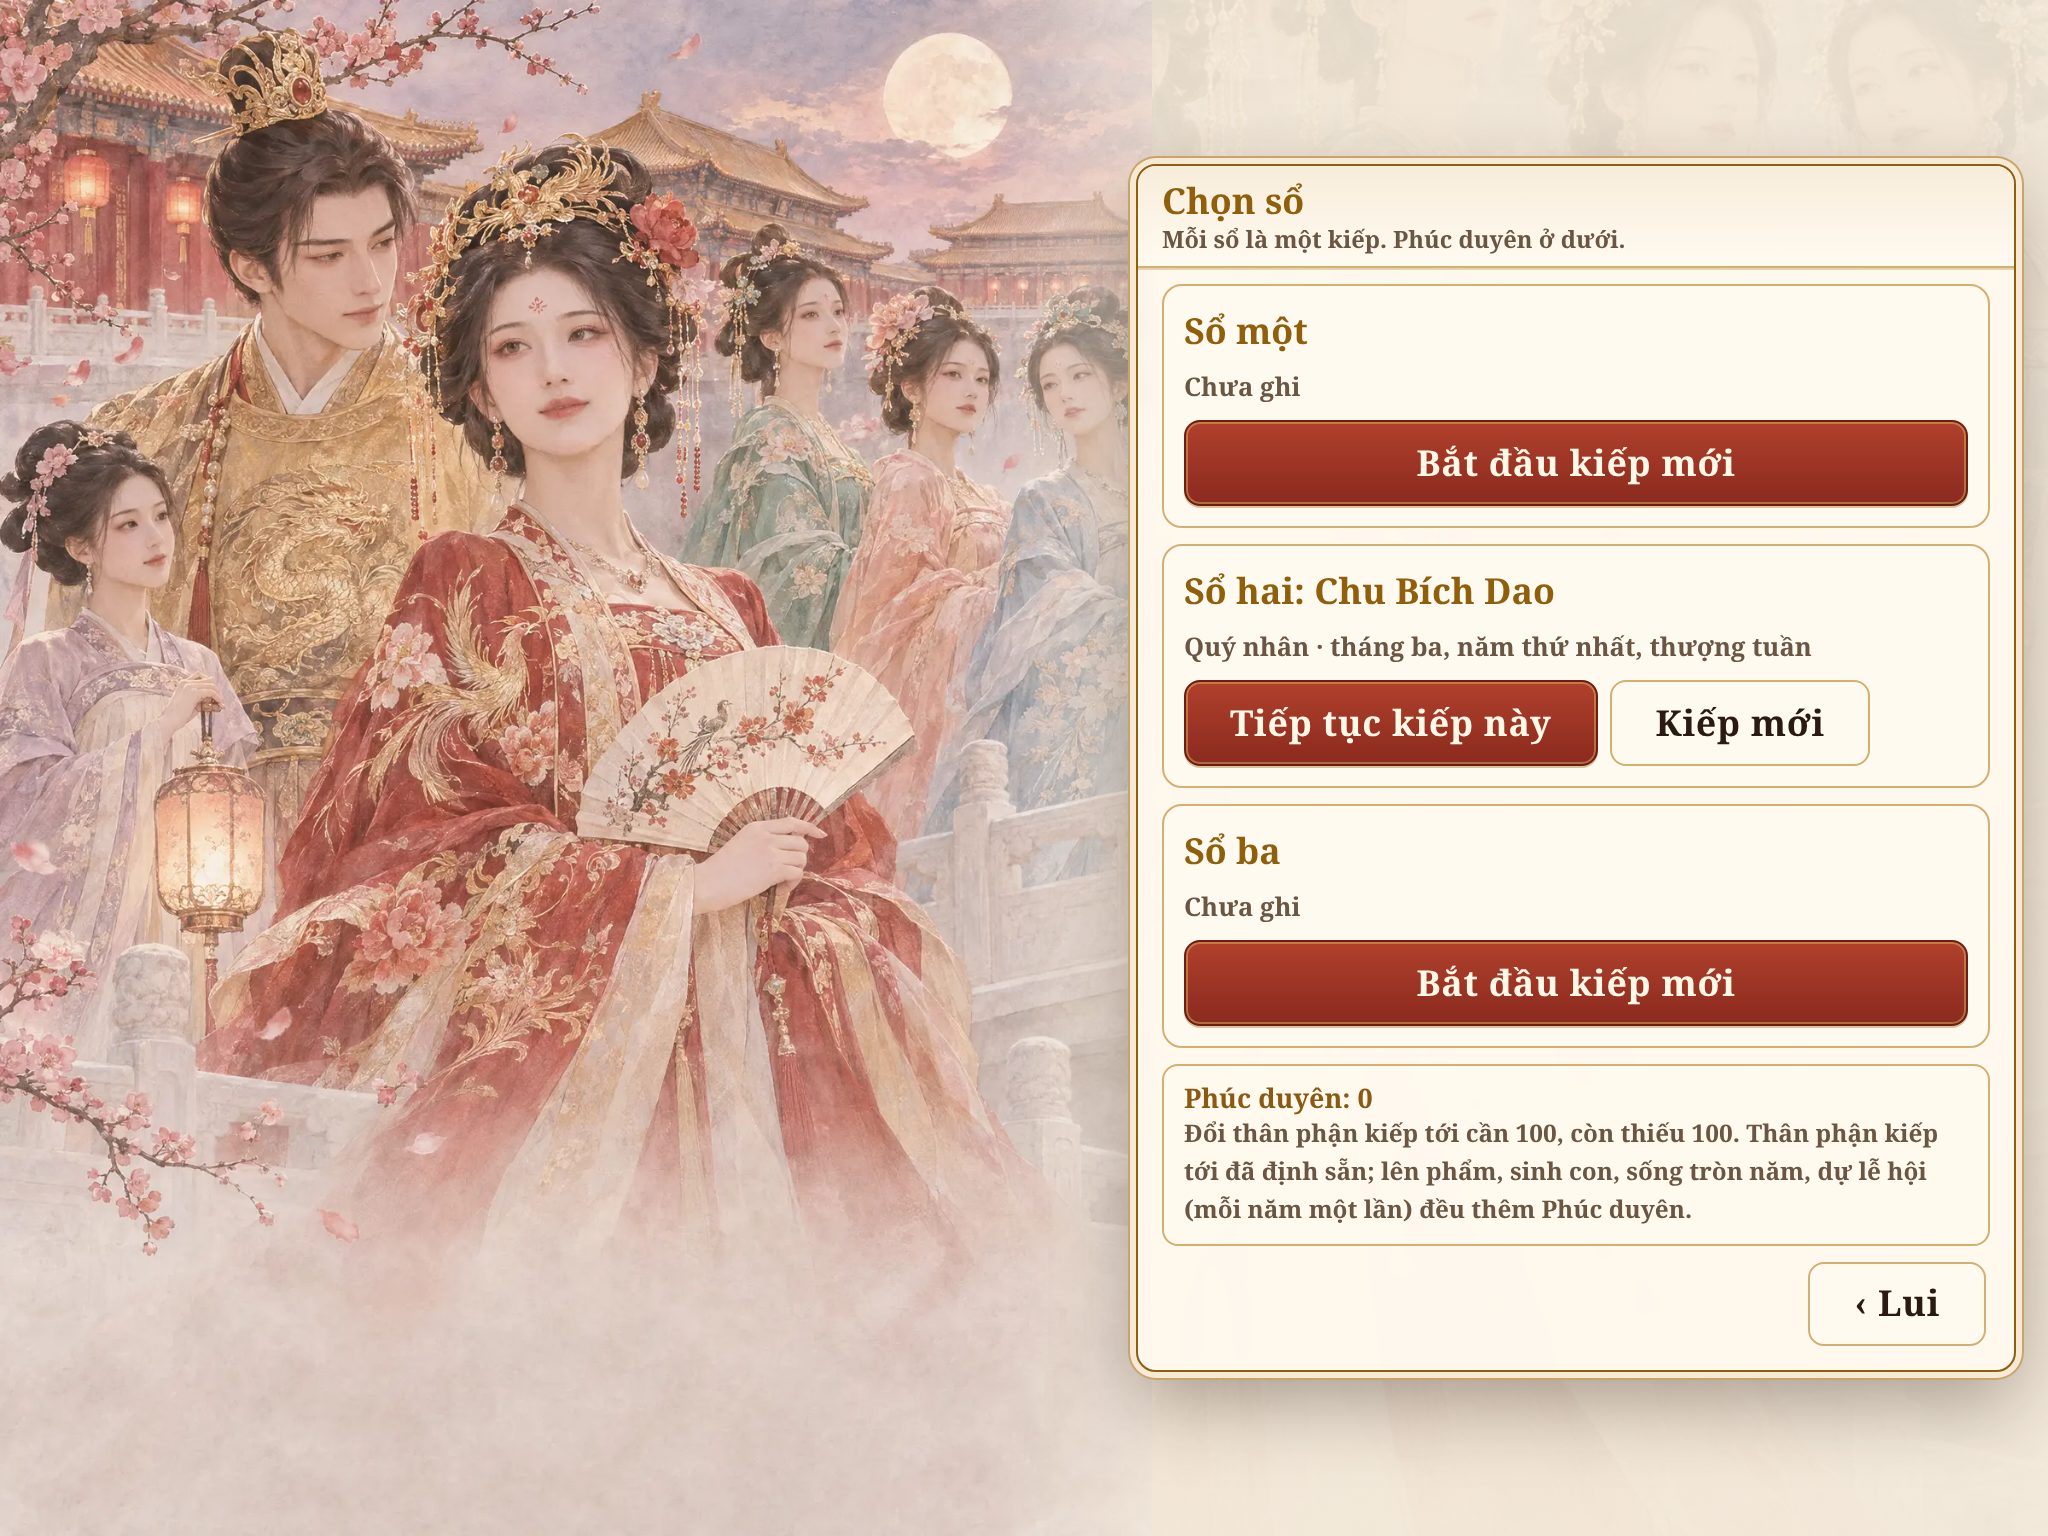 Chọn sổ
Mỗi sổ là một kiếp. Phúc duyên ở dưới.
Sổ một
Chưa ghi
Bắt đầu kiếp mới
Sổ hai: Chu Bích Dao
Quý nhân · tháng ba, năm thứ nhất, thượng tuần
Tiếp tục kiếp này
Kiếp mới
Sổ ba
Chưa ghi
Bắt đầu kiếp mới
Phúc duyên: 0
Đổi thân phận kiếp tới cần 100, còn thiếu 100. Thân phận kiếp
tới đã định sẵn; lên phẩm, sinh con, sống tròn năm, dự lễ hội
(mỗi năm một lần) đều thêm Phúc duyên.
‹ Lui